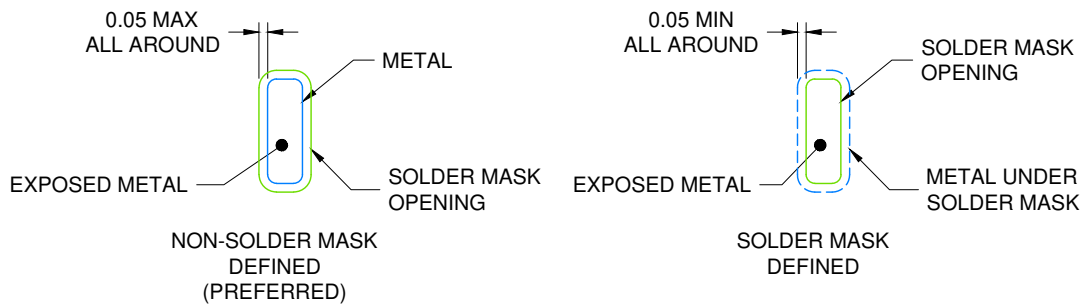 0.05 MAX
ALL AROUND
METAL
EXPOSED METAL
SOLDER MASK
OPENING
NON-SOLDER MASK
DEFINED
(PREFERRED)
0.05 MIN
ALL AROUND
SOLDER MASK
OPENING
EXPOSED METAL
METAL UNDER
SOLDER MASK
SOLDER MASK
DEFINED